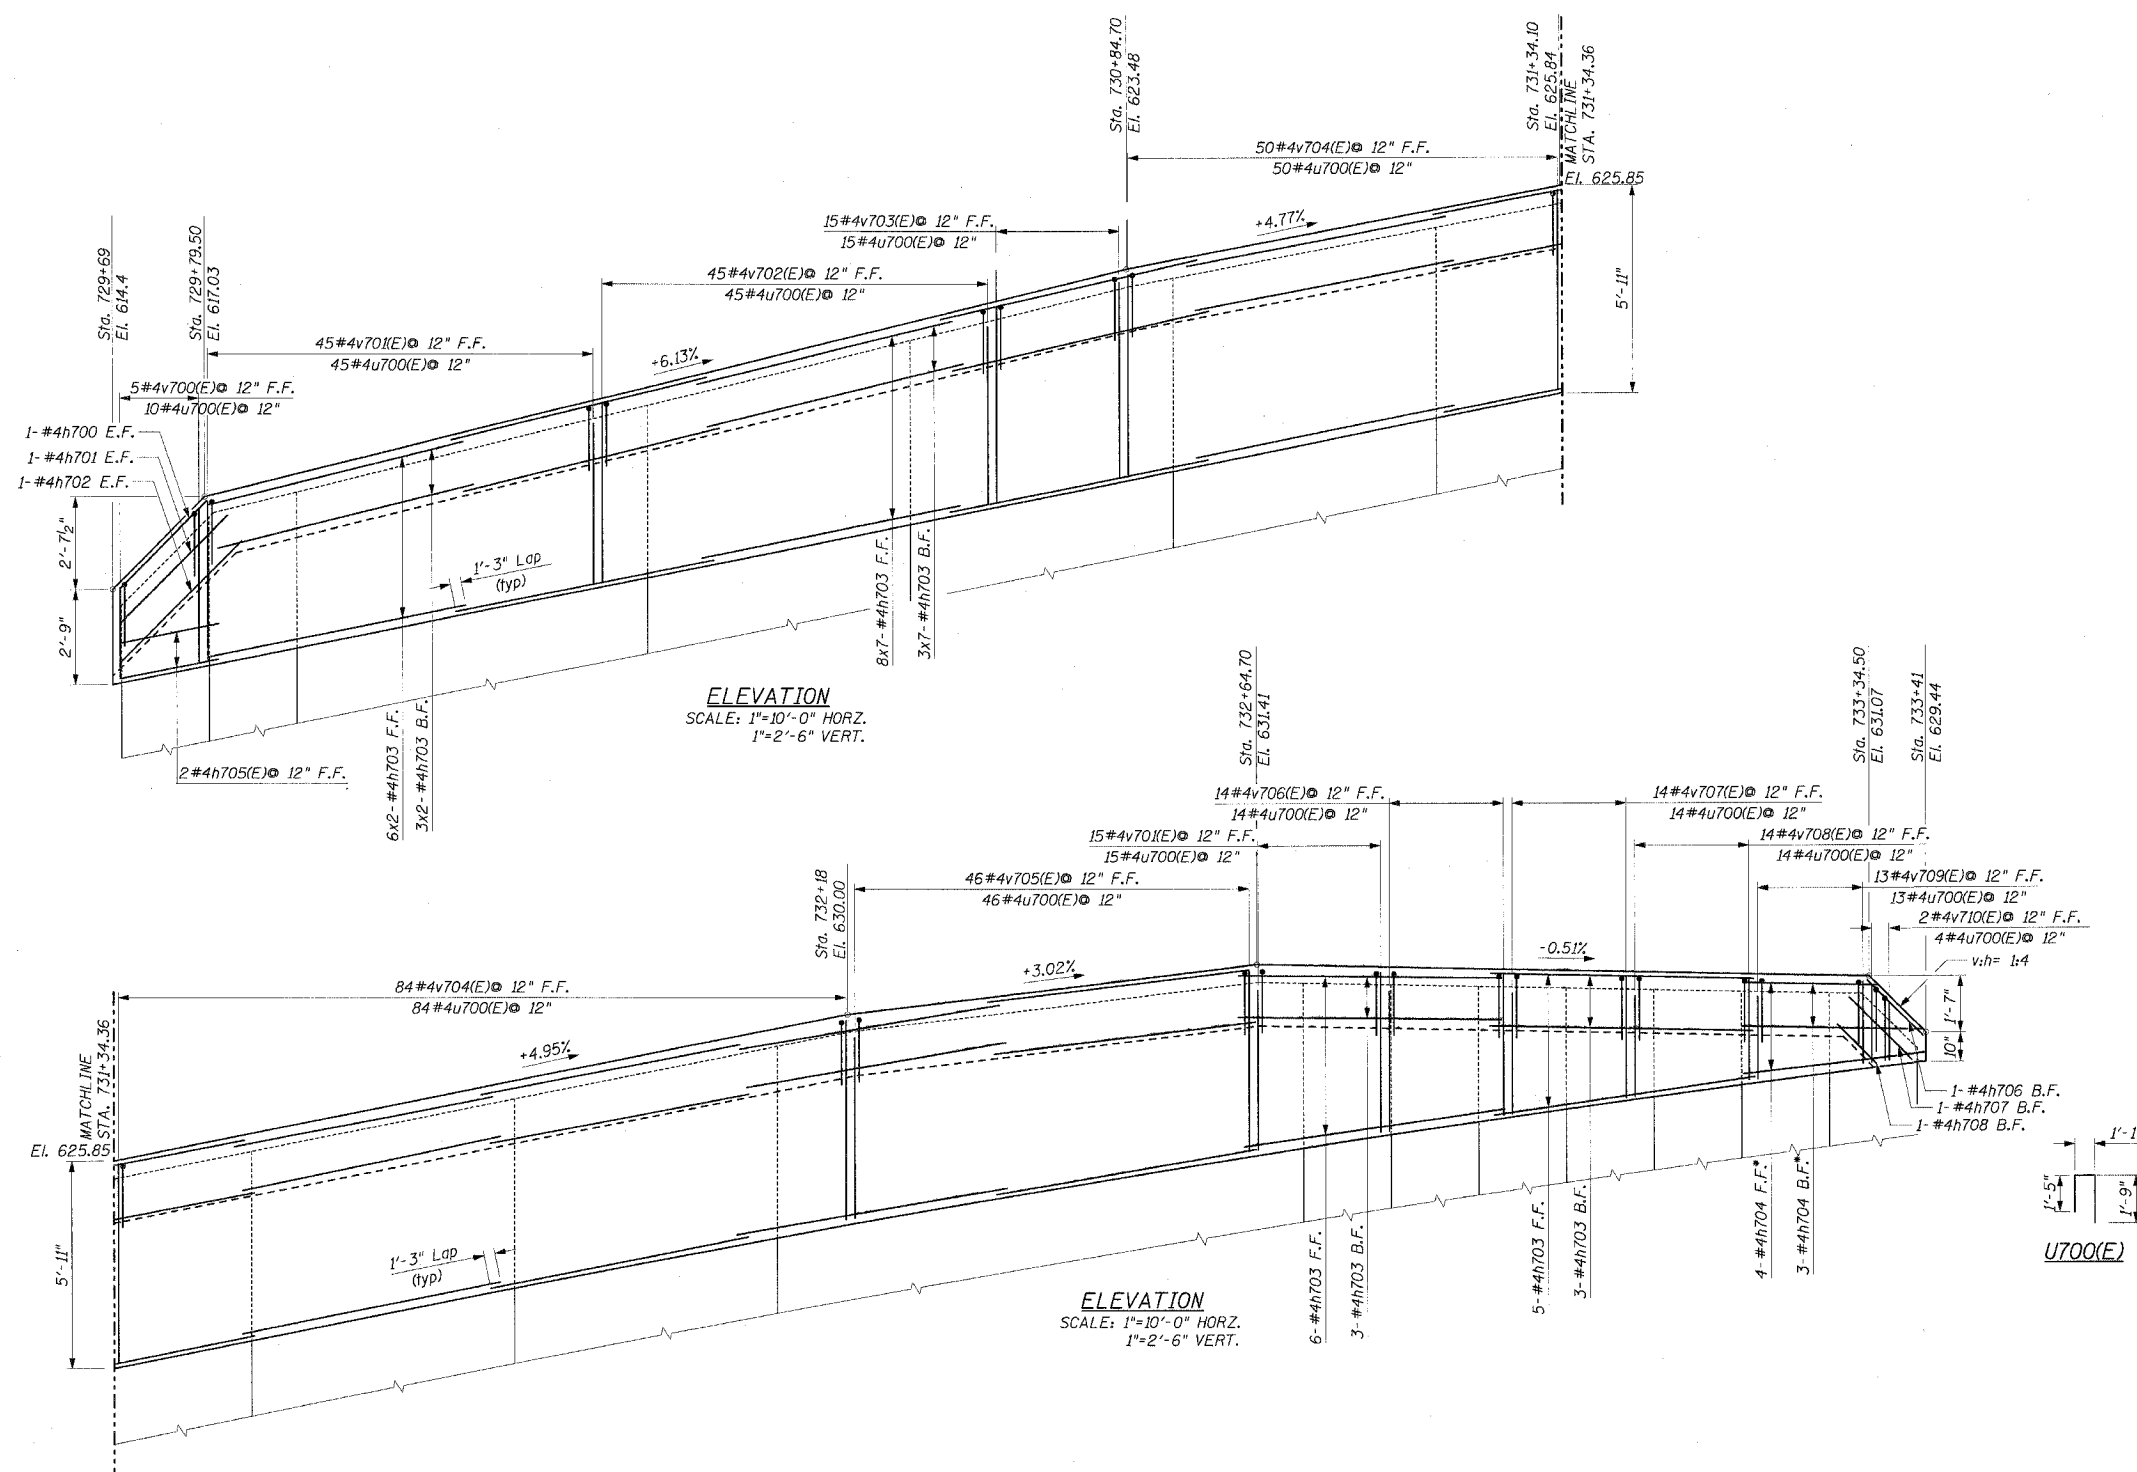 Sta. 729+69
El. 614.4
Sta. 729+79.50
El. 617.03
Sta. 730+84.70
El. 623.48
Sta. 731+34.10
El. 625.84
MATCHLINE
STA. 731+34.36
El. 625.85
50#4v704(E)@ 12" F.F.
50#4u700(E)@ 12"
15#4v703(E)@ 12" F.F.
15#4u700(E)@ 12"
45#4v702(E)@ 12" F.F.
45#4u700(E)@ 12"
45#4v701(E)@ 12" F.F.
45#4u700(E)@ 12"
5#4v700(E)@ 12" F.F.
10#4u700(E)@ 12"
+6.13%
+4.77%
1-#4h700 E.F.
1-#4h701 E.F.
1-#4h702 E.F.
2'-7½"
2'-9"
5'-11"
1'-3" Lap
(typ)
2#4h705(E)@ 12" F.F.
6x2-#4h703 F.F.
3x2-#4h703 B.F.
8x7-#4h703 F.F.
3x7-#4h703 B.F.
ELEVATION
SCALE: 1"=10'-0" HORZ.
1"=2'-6" VERT.
Sta. 732+18
El. 630.00
Sta. 732+64.70
El. 631.41
Sta. 733+34.50
El. 631.07
Sta. 733+41
El. 629.44
14#4v706(E)@ 12" F.F.
14#4u700(E)@ 12"
14#4v707(E)@ 12" F.F.
14#4u700(E)@ 12"
15#4v701(E)@ 12" F.F.
15#4u700(E)@ 12"
14#4v708(E)@ 12" F.F.
14#4u700(E)@ 12"
46#4v705(E)@ 12" F.F.
46#4u700(E)@ 12"
13#4v709(E)@ 12" F.F.
13#4u700(E)@ 12"
2#4v710(E)@ 12" F.F.
4#4u700(E)@ 12"
v:h= 1:4
84#4v704(E)@ 12" F.F.
84#4u700(E)@ 12"
+4.95%
+3.02%
-0.51%
MATCHLINE
STA. 731+34.36
El. 625.85
5'-11"
1'-3" Lap
(typ)
1'-7"
10"
1-#4h706 B.F.
1-#4h707 B.F.
1-#4h708 B.F.
6-#4h703 F.F.
3-#4h703 B.F.
5-#4h703 F.F.
3-#4h703 B.F.
4-#4h704 F.F.*
3-#4h704 B.F.*
ELEVATION
SCALE: 1"=10'-0" HORZ.
1"=2'-6" VERT.
1'-5"
1'-9"
U700(E)